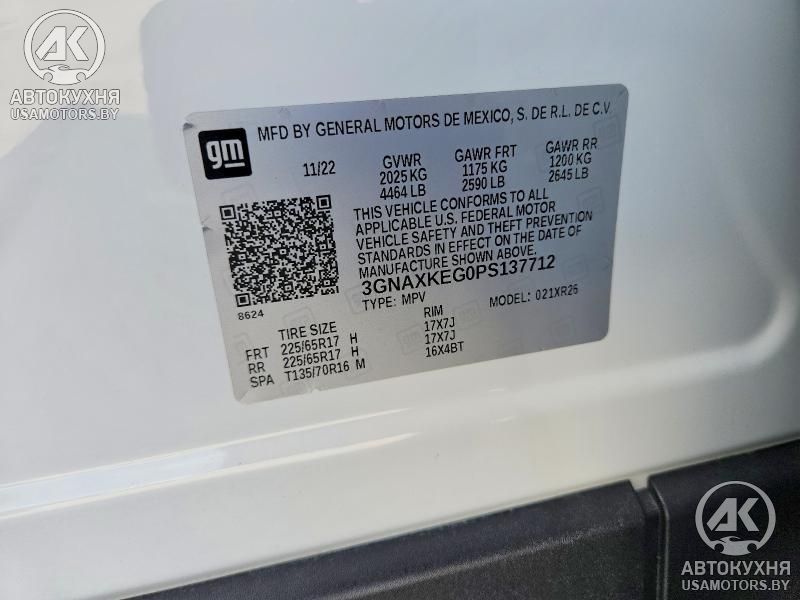 AK
АВТОКУХНЯ
USAMOTORS.BY
gm
MFD BY GENERAL MOTORS DE MEXICO, S. DE R.L. DE C.V.
11/22
GVWR
2025 KG
4464 LB
GAWR FRT
1175 KG
2590 LB
GAWR RR
1200 KG
2645 LB
THIS VEHICLE CONFORMS TO ALL
APPLICABLE U.S. FEDERAL MOTOR
VEHICLE SAFETY AND THEFT PREVENTION
STANDARDS IN EFFECT ON THE DATE OF
MANUFACTURE SHOWN ABOVE.
3GNAXKEG0PS137712
TYPE: MPV MODEL: 021XR26
8624
TIRE SIZE RIM
FRT 225/65R17 H 17X7J
RR 225/65R17 H 17X7J
SPA T135/70R16 M 16X4BT
AK
АВТОКУХНЯ
USAMOTORS.BY